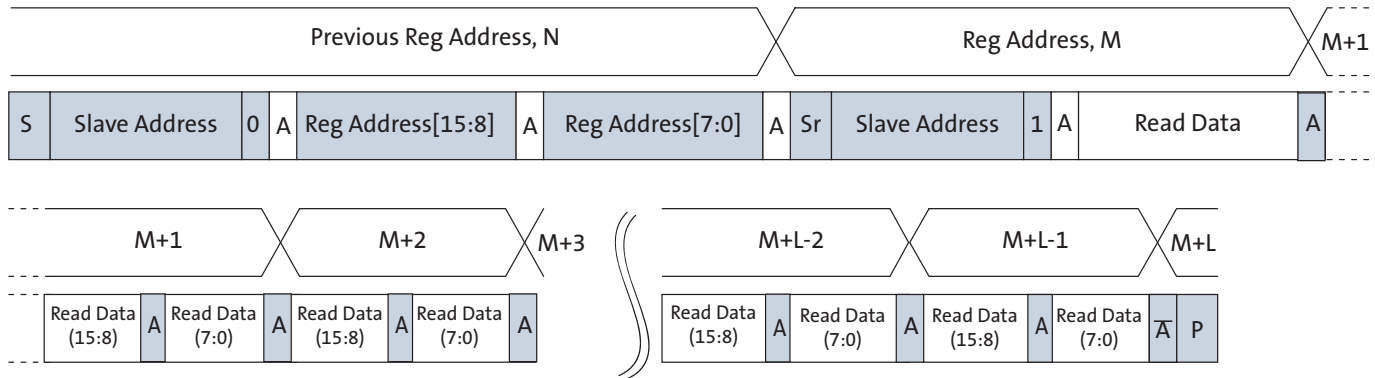 Previous Reg Address, N Reg Address, M M+1
S Slave Address 0 A Reg Address[15:8] A Reg Address[7:0] A Sr Slave Address 1 A Read Data A
M+1 M+2 M+3 M+L-2 M+L-1 M+L
Read Data (15:8) A Read Data (7:0) A Read Data (15:8) A Read Data (7:0) A Read Data (15:8) A Read Data (7:0) A Read Data (15:8) A Read Data (7:0) A̅ P